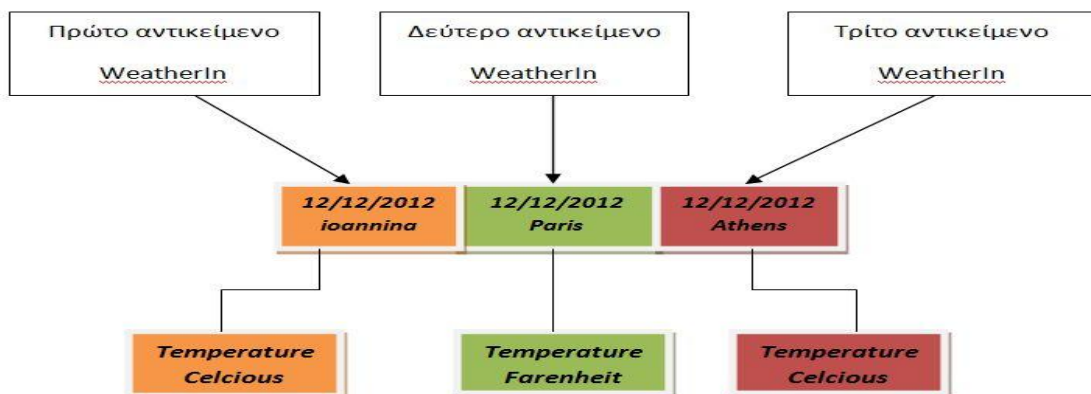 Πρώτο αντικείμενο
WeatherIn
Δεύτερο αντικείμενο
WeatherIn
Τρίτο αντικείμενο
WeatherIn
12/12/2012
ioannina
12/12/2012
Paris
12/12/2012
Athens
Temperature
Celcious
Temperature
Farenheit
Temperature
Celcious